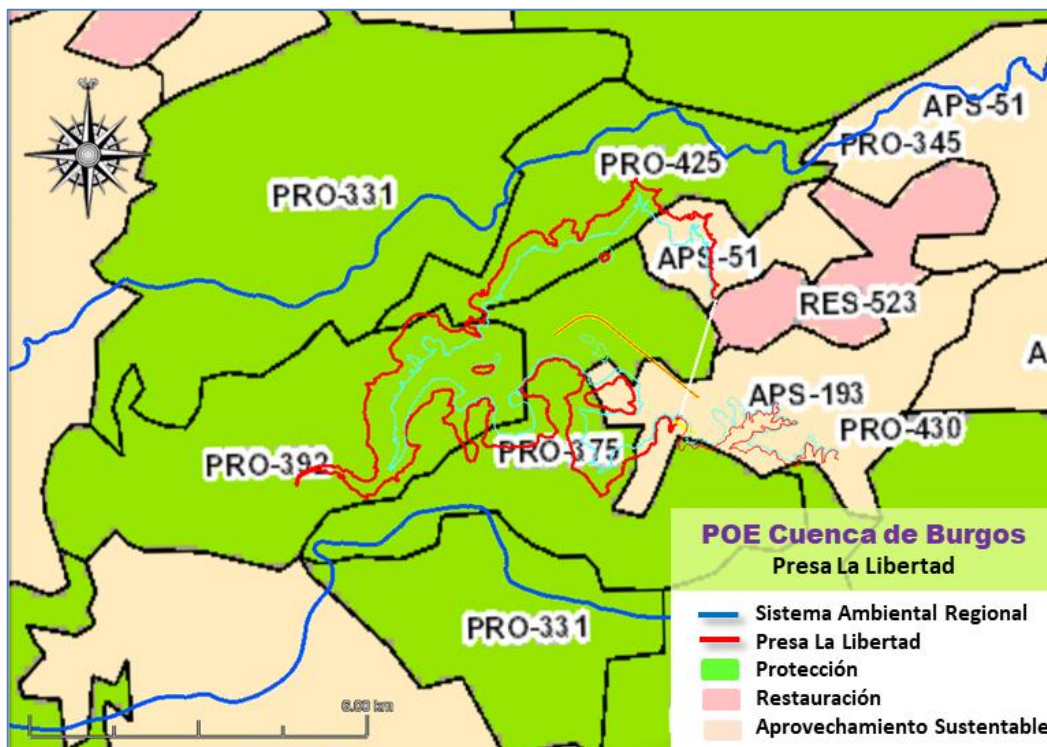 APS-51
PRO-345
PRO-425
PRO-331
APS-51
RES-523
A
APS-193
PRO-430
PRO-375
PRO-392
PRO-331
6.00 km
POE Cuenca de Burgos
Presa La Libertad
Sistema Ambiental Regional
Presa La Libertad
Protección
Restauración
Aprovechamiento Sustentable